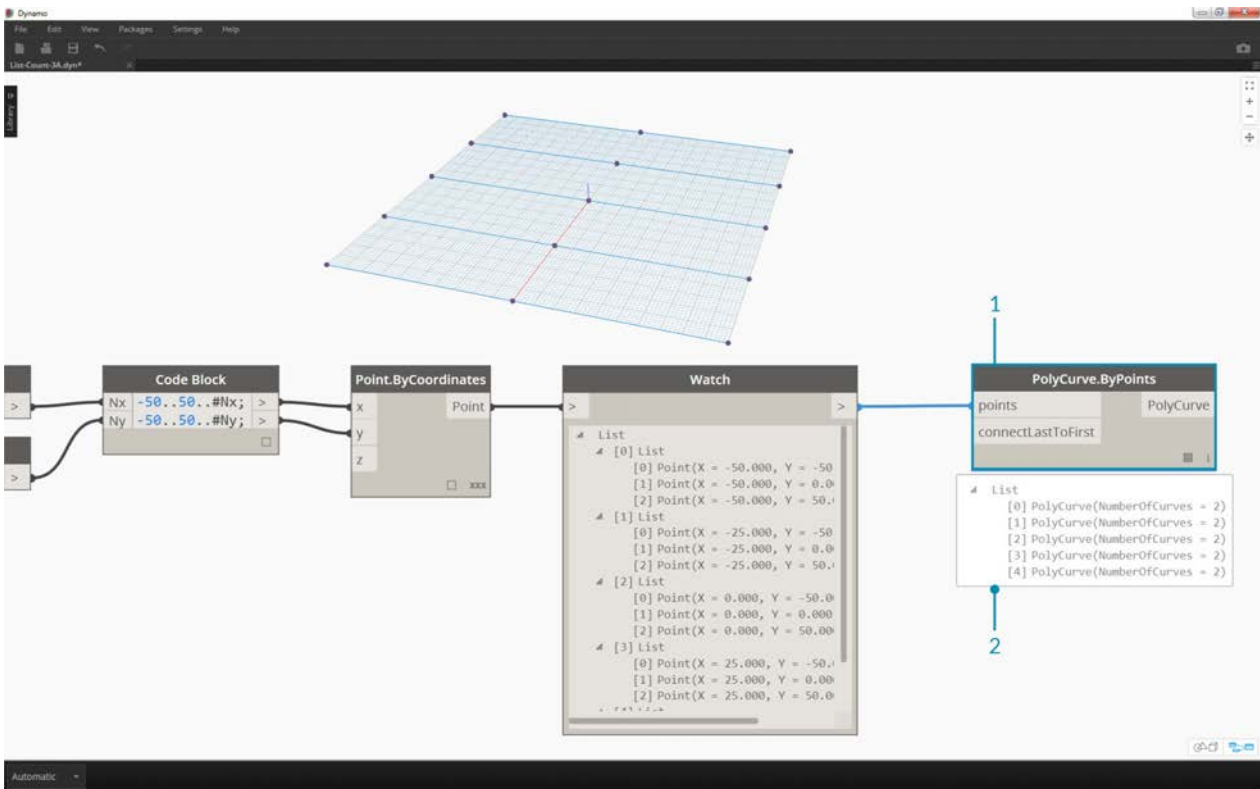 Dynamo
File Edit View Packages Settings Help
List-Count-3A.dyn*
Library
1
Code Block
Nx -50..50..#Nx; >
Ny -50..50..#Ny; >
>
>
Point.ByCoordinates
x Point
y
z
xxx
Watch
> >
List
[0] List
[0] Point(X = -50.000, Y = -50
[1] Point(X = -50.000, Y = 0.0
[2] Point(X = -50.000, Y = 50.
[1] List
[0] Point(X = -25.000, Y = -50
[1] Point(X = -25.000, Y = 0.0
[2] Point(X = -25.000, Y = 50.
[2] List
[0] Point(X = 0.000, Y = -50.0
[1] Point(X = 0.000, Y = 0.000
[2] Point(X = 0.000, Y = 50.00
[3] List
[0] Point(X = 25.000, Y = -50.
[1] Point(X = 25.000, Y = 0.00
[2] Point(X = 25.000, Y = 50.0
PolyCurve.ByPoints
points PolyCurve
connectLastToFirst
List
[0] PolyCurve(NumberOfCurves = 2)
[1] PolyCurve(NumberOfCurves = 2)
[2] PolyCurve(NumberOfCurves = 2)
[3] PolyCurve(NumberOfCurves = 2)
[4] PolyCurve(NumberOfCurves = 2)
2
Automatic